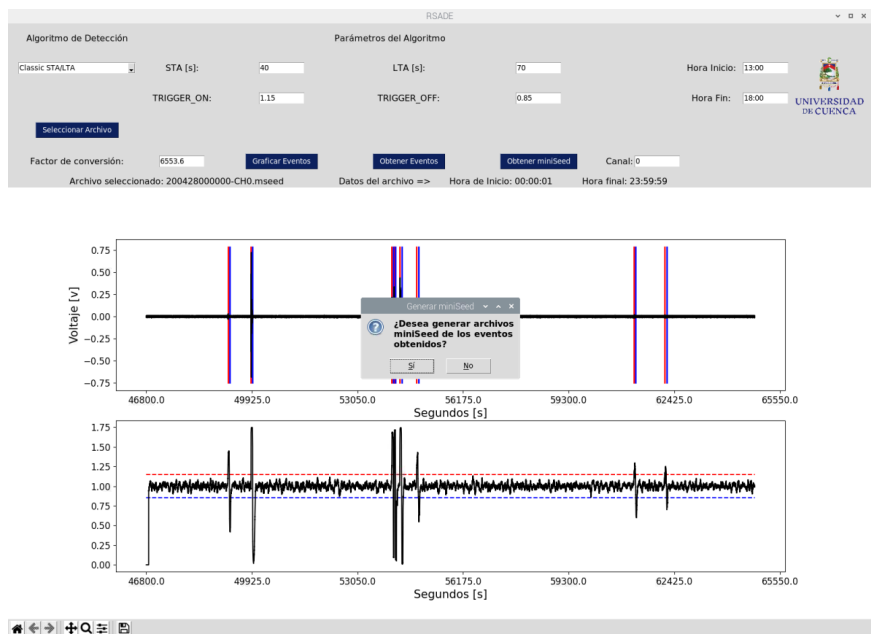 RSADE
Algoritmo de Detección
Parámetros del Algoritmo
Classic STA/LTA
STA [s]:
40
LTA [s]:
70
Hora Inicio:
13:00
TRIGGER_ON:
1.15
TRIGGER_OFF:
0.85
Hora Fin:
18:00
UNIVERSIDAD
DE CUENCA
Seleccionar Archivo
Factor de conversión:
6553.6
Graficar Eventos
Obtener Eventos
Obtener miniSeed
Canal:
0
Archivo seleccionado: 200428000000-CH0.mseed
Datos del archivo =>
Hora de Inicio: 00:00:01
Hora final: 23:59:59
Voltaje [v]
0.75
0.50
0.25
0.00
−0.25
−0.50
−0.75
Generar miniSeed
¿Desea generar archivos
miniSeed de los eventos
obtenidos?
Sí
No
46800.0
49925.0
53050.0
56175.0
59300.0
62425.0
65550.0
Segundos [s]
1.75
1.50
1.25
1.00
0.75
0.50
0.25
0.00
46800.0
49925.0
53050.0
56175.0
59300.0
62425.0
65550.0
Segundos [s]